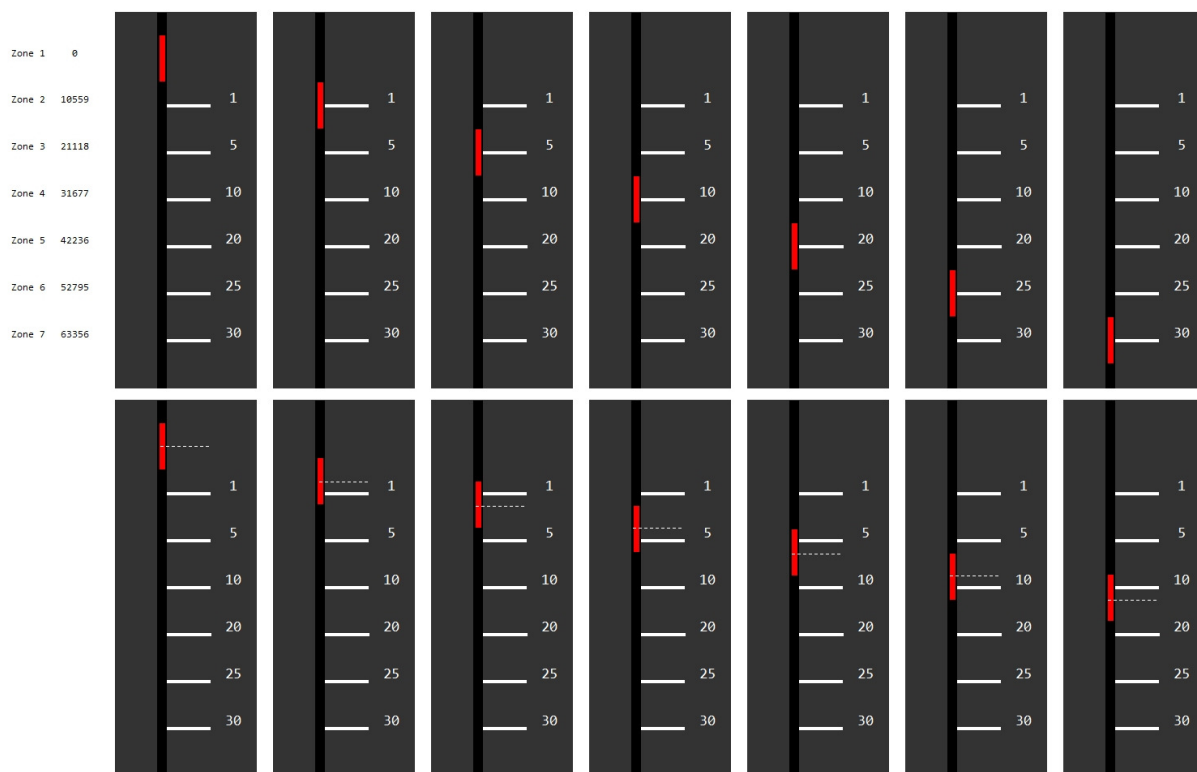 Zone 1 0
1 1 1 1 1 1 1
Zone 2 10559
5 5 5 5 5 5 5
Zone 3 21118
10 10 10 10 10 10 10
Zone 4 31677
20 20 20 20 20 20 20
Zone 5 42236
25 25 25 25 25 25 25
Zone 6 52795
30 30 30 30 30 30 30
Zone 7 63356
1 1 1 1 1 1 1
5 5 5 5 5 5 5
10 10 10 10 10 10 10
20 20 20 20 20 20 20
25 25 25 25 25 25 25
30 30 30 30 30 30 30